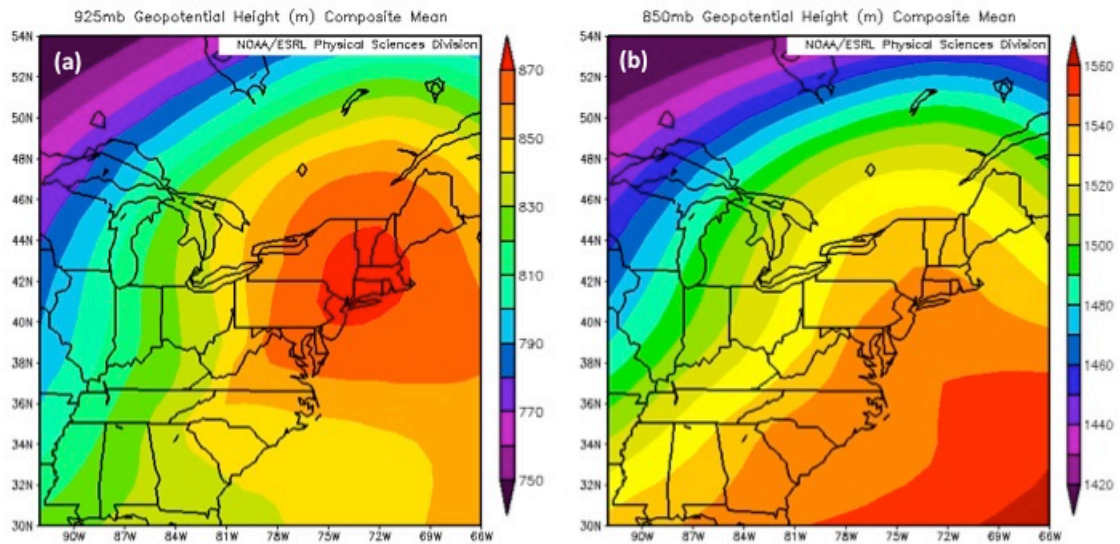 925mb Geopotential Height (m) Composite Mean
NOAA/ESRL Physical Sciences Division
(a)
54N
52N
50N
48N
46N
44N
42N
40N
38N
36N
34N
32N
30N
90W 87W 84W 81W 78W 75W 72W 69W 66W
870
850
830
810
790
770
750
850mb Geopotential Height (m) Composite Mean
NOAA/ESRL Physical Sciences Division
(b)
54N
52N
50N
48N
46N
44N
42N
40N
38N
36N
34N
32N
30N
90W 87W 84W 81W 78W 75W 72W 69W 66W
1560
1540
1520
1500
1480
1460
1440
1420